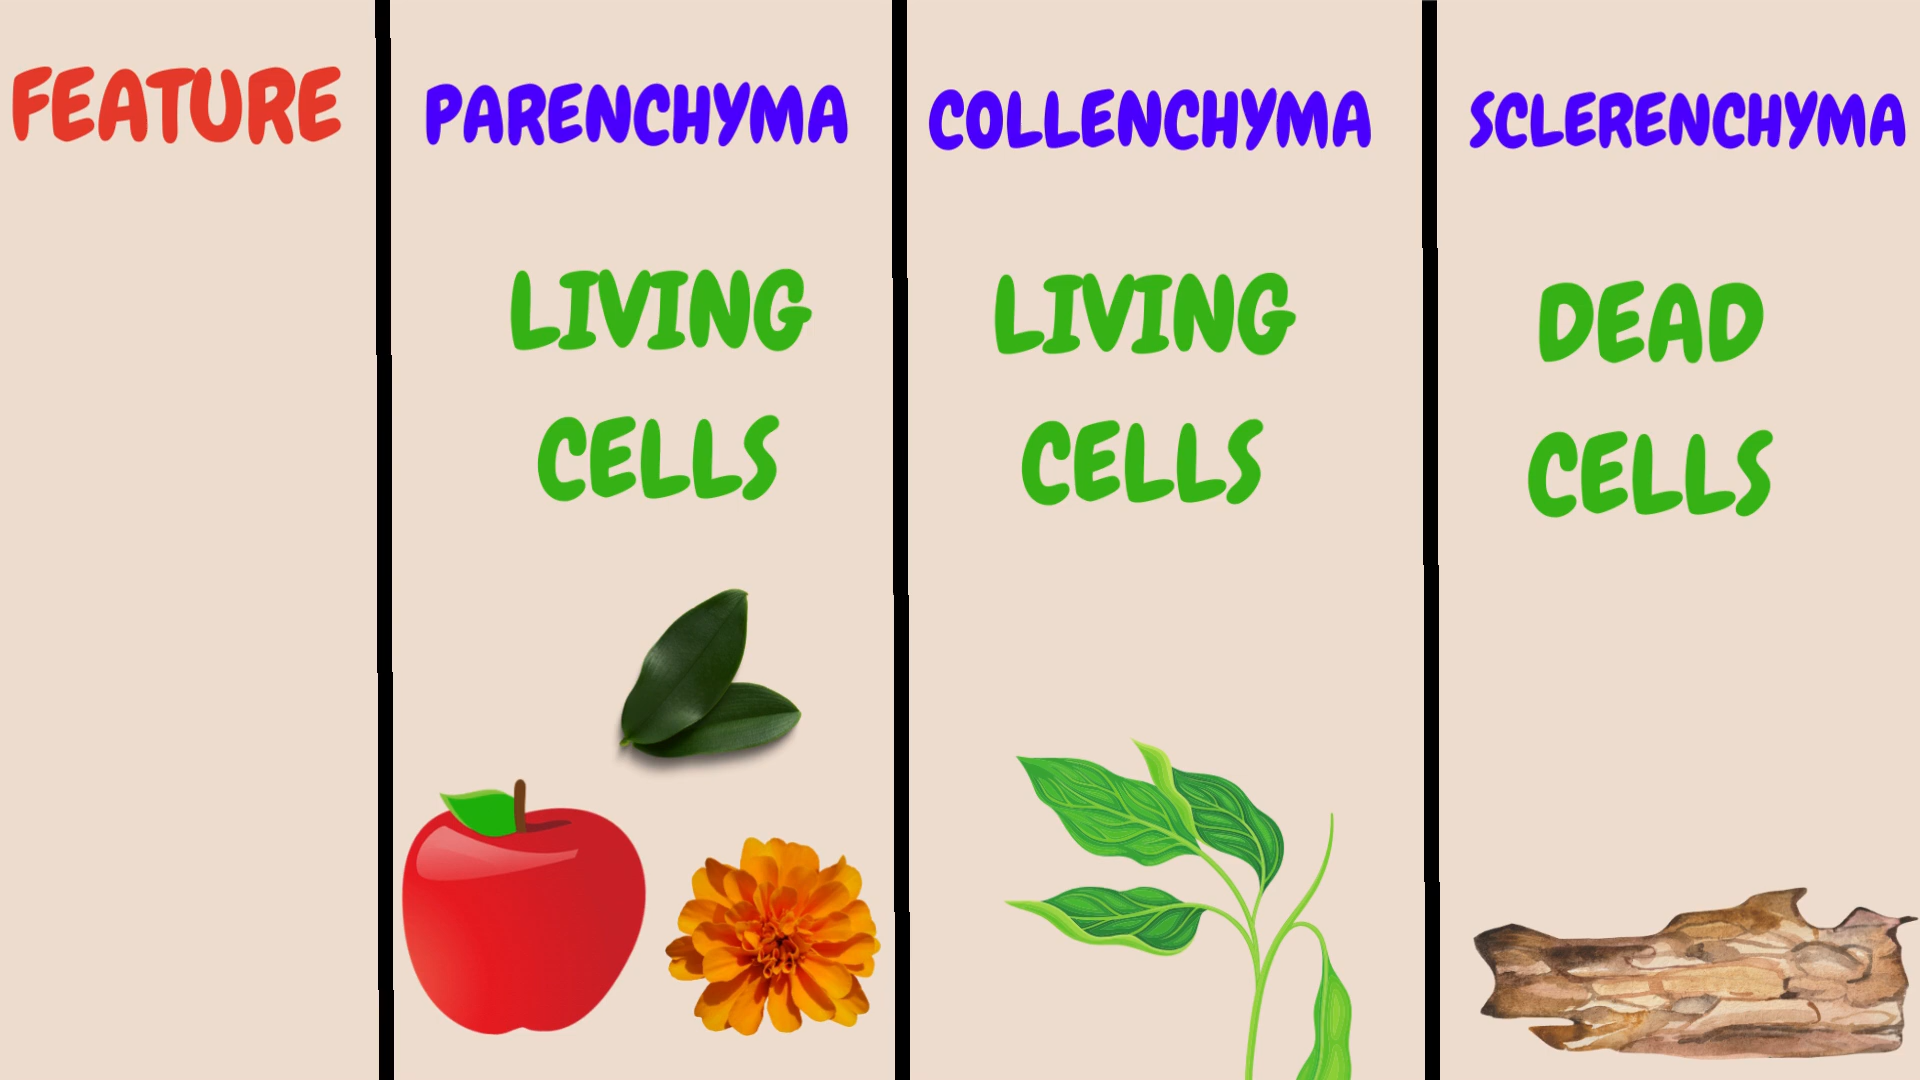 FEATURE
PARENCHYMA
COLLENCHYMA
SCLERENCHYMA
LIVING
CELLS
LIVING
CELLS
DEAD
CELLS